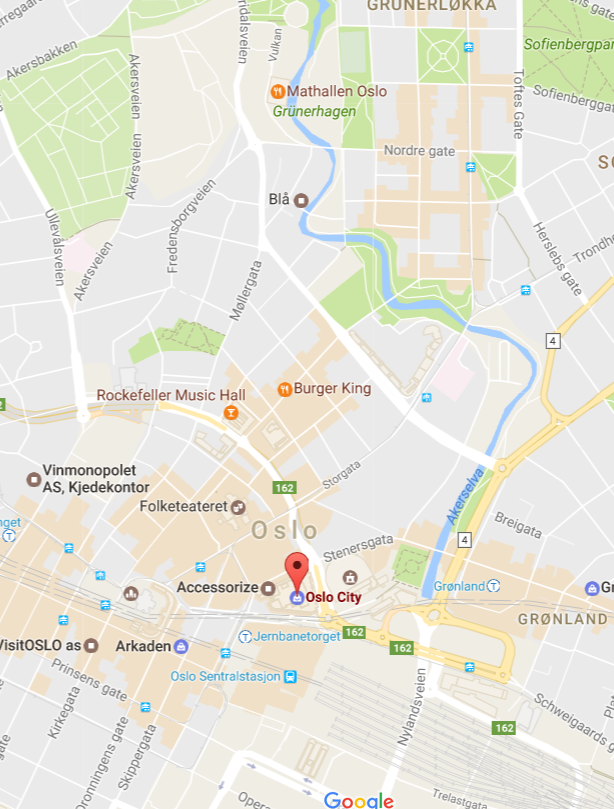 GRÜNERLØKKA
Akersbakken
Akersveien
Vulkan
Sofienbergpar
Mathallen Oslo
Grünerhagen
Toftes Gate
Sofienberggat
Akersveien
Nordre gate
Fredensborgveien
Blå
Ullevålsveien
Akersveien
Herslebs gate
Trondhe
Møllergata
4
Rockefeller Music Hall
Burger King
Vinmonopolet
AS, Kjedekontor
Storgata
162
Akerselva
Folketeateret
Oslo
Breigata
Stenersgata
4
nget
Accessorize
Oslo City
Grønland
Gr
GRØNLAND
VisitOSLO as
Arkaden
Jernbanetorget
162
162
Oslo Sentralstasjon
Prinsens gate
Kirkegata
Dronningens gate
Skippergata
Nylandsveien
Schweigaards g
162
Google
Trelastgata
Opera